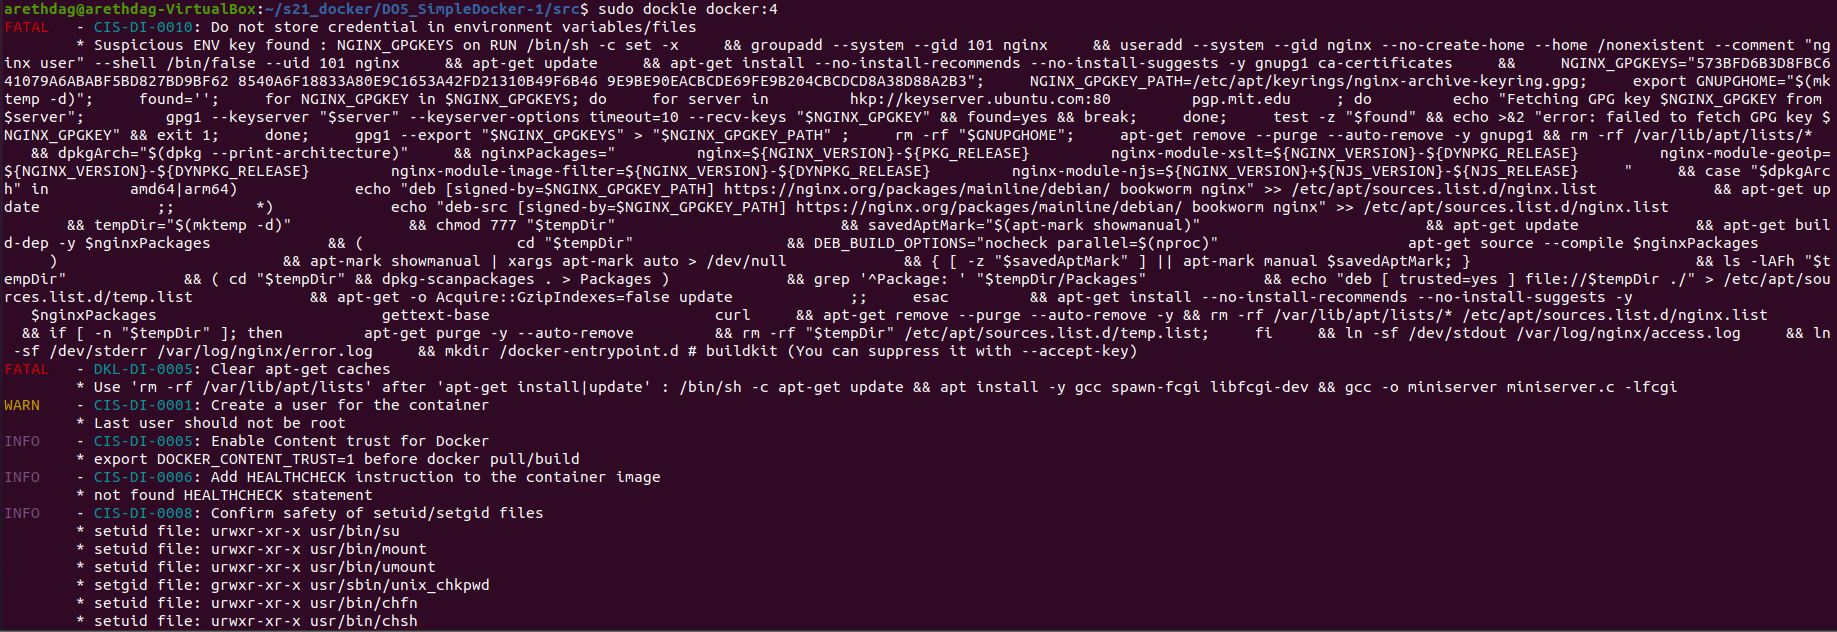 arethdag@arethdag-VirtualBox:~/s21_docker/DO5_SimpleDocker-1/src$ sudo dockle docker:4
FATAL - CIS-DI-0010: Do not store credential in environment variables/files
* Suspicious ENV key found : NGINX_GPGKEYS on RUN /bin/sh -c set -x && groupadd --system --gid 101 nginx && useradd --system --gid nginx --no-create-home --home /nonexistent --comment "ng
inx user" --shell /bin/false --uid 101 nginx && apt-get update && apt-get install --no-install-recommends --no-install-suggests -y gnupg1 ca-certificates && NGINX_GPGKEYS="573BFD6B3D8FBC6
41079A6ABABF5BD827BD9BF62 8540A6F18833A80E9C1653A42FD21310B49F6B46 9E9BE90EACBCDE69FE9B204CBCDCD8A38D88A2B3"; NGINX_GPGKEY_PATH=/etc/apt/keyrings/nginx-archive-keyring.gpg; export GNUPGHOME="$(mk
temp -d)"; found=''; for NGINX_GPGKEY in $NGINX_GPGKEYS; do for server in hkp://keyserver.ubuntu.com:80 pgp.mit.edu ; do echo "Fetching GPG key $NGINX_GPGKEY from
$server"; gpg1 --keyserver "$server" --keyserver-options timeout=10 --recv-keys "$NGINX_GPGKEY" && found=yes && break; done; test -z "$found" && echo >&2 "error: failed to fetch GPG key $
NGINX_GPGKEY" && exit 1; done; gpg1 --export "$NGINX_GPGKEYS" > "$NGINX_GPGKEY_PATH" ; rm -rf "$GNUPGHOME"; apt-get remove --purge --auto-remove -y gnupg1 && rm -rf /var/lib/apt/lists/*
&& dpkgArch="$(dpkg --print-architecture)" && nginxPackages=" nginx=${NGINX_VERSION}-${PKG_RELEASE} nginx-module-xslt=${NGINX_VERSION}-${DYNPKG_RELEASE} nginx-module-geoip=
${NGINX_VERSION}-${DYNPKG_RELEASE} nginx-module-image-filter=${NGINX_VERSION}-${DYNPKG_RELEASE} nginx-module-njs=${NGINX_VERSION}+${NJS_VERSION}-${NJS_RELEASE} " && case "$dpkgArc
h" in amd64|arm64) echo "deb [signed-by=$NGINX_GPGKEY_PATH] https://nginx.org/packages/mainline/debian/ bookworm nginx" >> /etc/apt/sources.list.d/nginx.list && apt-get up
date ;; *) echo "deb-src [signed-by=$NGINX_GPGKEY_PATH] https://nginx.org/packages/mainline/debian/ bookworm nginx" >> /etc/apt/sources.list.d/nginx.list
&& tempDir="$(mktemp -d)" && chmod 777 "$tempDir" && savedAptMark="$(apt-mark showmanual)" && apt-get update && apt-get buil
d-dep -y $nginxPackages && ( cd "$tempDir" && DEB_BUILD_OPTIONS="nocheck parallel=$(nproc)" apt-get source --compile $nginxPackages
) && apt-mark showmanual | xargs apt-mark auto > /dev/null && { [ -z "$savedAptMark" ] || apt-mark manual $savedAptMark; } && ls -lAFh "$t
empDir" && ( cd "$tempDir" && dpkg-scanpackages . > Packages ) && grep '^Package: ' "$tempDir/Packages" && echo "deb [ trusted=yes ] file://$tempDir ./" > /etc/apt/sou
rces.list.d/temp.list && apt-get -o Acquire::GzipIndexes=false update ;; esac && apt-get install --no-install-recommends --no-install-suggests -y
$nginxPackages gettext-base curl && apt-get remove --purge --auto-remove -y && rm -rf /var/lib/apt/lists/* /etc/apt/sources.list.d/nginx.list
&& if [ -n "$tempDir" ]; then apt-get purge -y --auto-remove && rm -rf "$tempDir" /etc/apt/sources.list.d/temp.list; fi && ln -sf /dev/stdout /var/log/nginx/access.log && ln
-sf /dev/stderr /var/log/nginx/error.log && mkdir /docker-entrypoint.d # buildkit (You can suppress it with --accept-key)
FATAL - DKL-DI-0005: Clear apt-get caches
* Use 'rm -rf /var/lib/apt/lists' after 'apt-get install|update' : /bin/sh -c apt-get update && apt install -y gcc spawn-fcgi libfcgi-dev && gcc -o miniserver miniserver.c -lfcgi
WARN - CIS-DI-0001: Create a user for the container
* Last user should not be root
INFO - CIS-DI-0005: Enable Content trust for Docker
* export DOCKER_CONTENT_TRUST=1 before docker pull/build
INFO - CIS-DI-0006: Add HEALTHCHECK instruction to the container image
* not found HEALTHCHECK statement
INFO - CIS-DI-0008: Confirm safety of setuid/setgid files
* setuid file: urwxr-xr-x usr/bin/su
* setuid file: urwxr-xr-x usr/bin/mount
* setuid file: urwxr-xr-x usr/bin/umount
* setgid file: grwxr-xr-x usr/sbin/unix_chkpwd
* setuid file: urwxr-xr-x usr/bin/chfn
* setuid file: urwxr-xr-x usr/bin/chsh